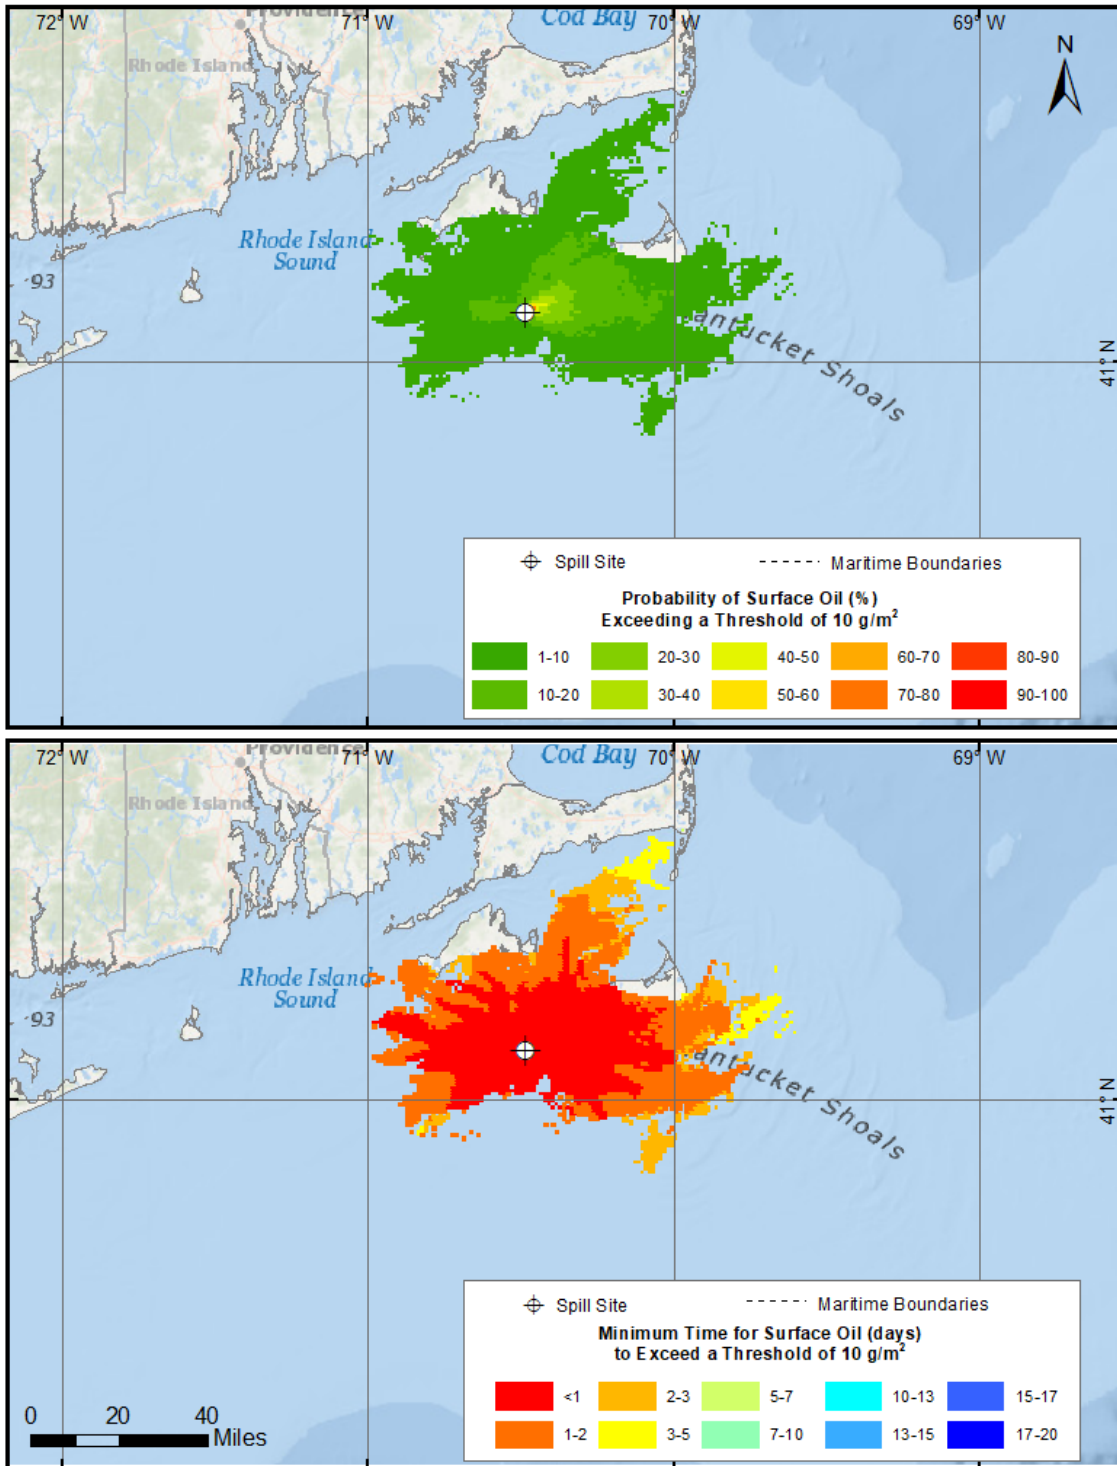 Providence
Cod Bay
72° W
71° W
70° W
69° W
N
Rhode Island
Rhode Island
Sound
93
41° N
antucket Shoals
Spill Site
Maritime Boundaries
Probability of Surface Oil (%)
Exceeding a Threshold of 10 g/m²
1-10 20-30 40-50 60-70 80-90
10-20 30-40 50-60 70-80 90-100
72° W
Providence
71° W
Cod Bay
70° W
69° W
Rhode Island
Rhode Island
Sound
93
41° N
antucket Shoals
Spill Site
Maritime Boundaries
Minimum Time for Surface Oil (days)
to Exceed a Threshold of 10 g/m²
<1 2-3 5-7 10-13 15-17
1-2 3-5 7-10 13-15 17-20
0 20 40
Miles